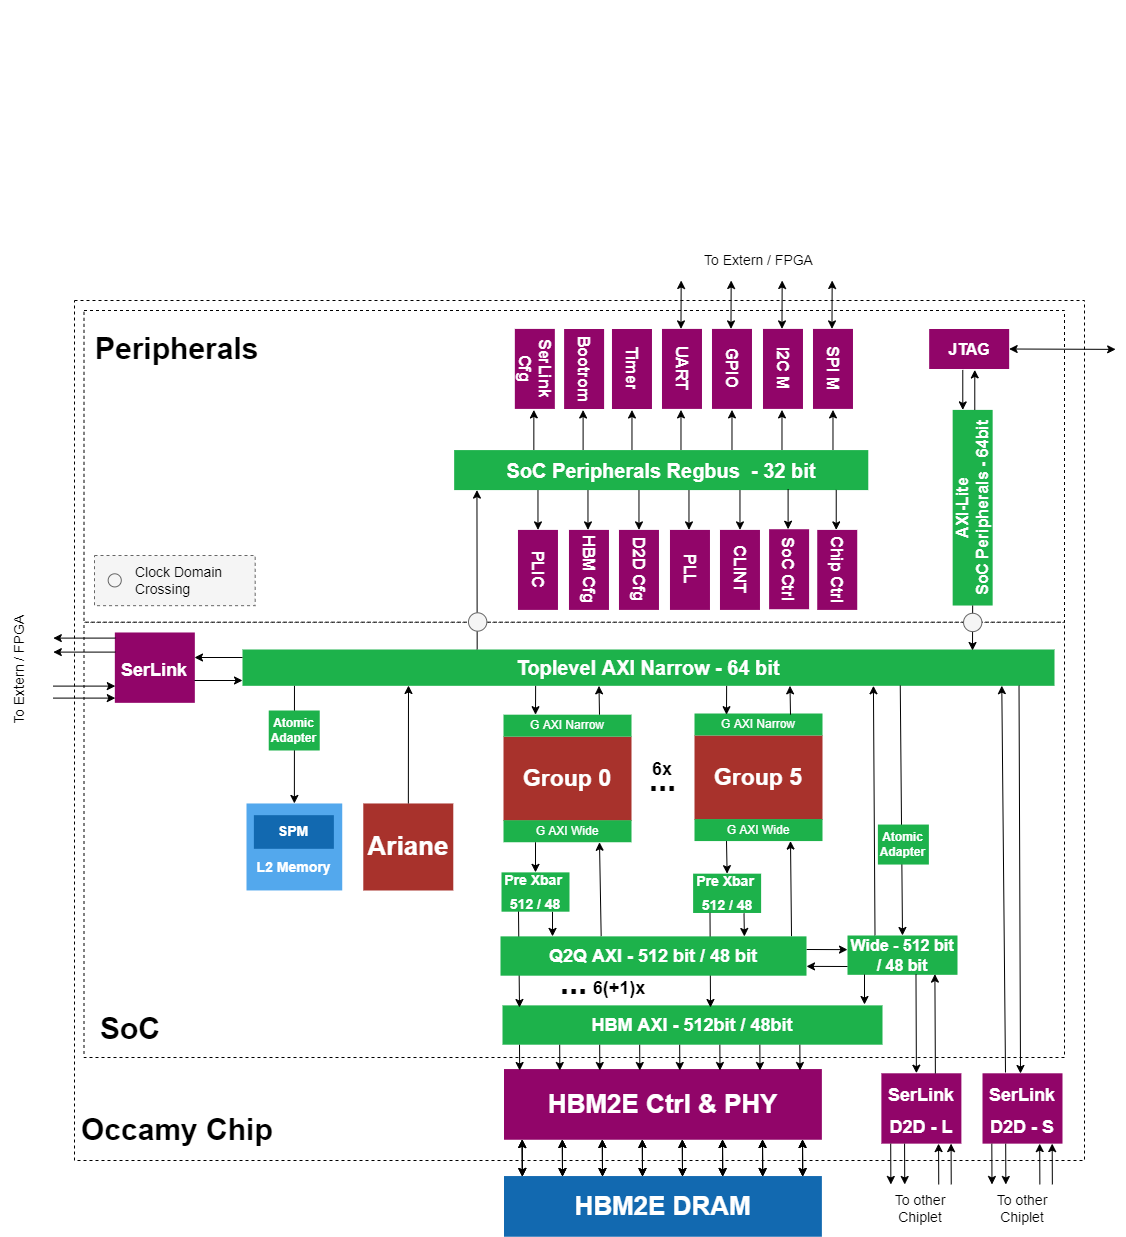 To Extern / FPGA
Peripherals
SerLink
Cfg
Bootrom
Timer
UART
GPIO
I2C M
SPI M
JTAG
SoC Peripherals Regbus - 32 bit
AXI-Lite
SoC Peripherals - 64bit
PLIC
HBM Cfg
D2D Cfg
PLL
CLINT
SoC Ctrl
Chip Ctrl
Clock Domain
Crossing
To Extern / FPGA
SerLink
Toplevel AXI Narrow - 64 bit
Atomic
Adapter
G AXI Narrow
Group 0
G AXI Wide
6x
...
G AXI Narrow
Group 5
G AXI Wide
SPM
L2 Memory
Ariane
Atomic
Adapter
Pre Xbar
512 / 48
Pre Xbar
512 / 48
Q2Q AXI - 512 bit / 48 bit
Wide - 512 bit
/ 48 bit
... 6(+1)x
HBM AXI - 512bit / 48bit
SoC
HBM2E Ctrl & PHY
SerLink
D2D - L
SerLink
D2D - S
Occamy Chip
HBM2E DRAM
To other
Chiplet
To other
Chiplet